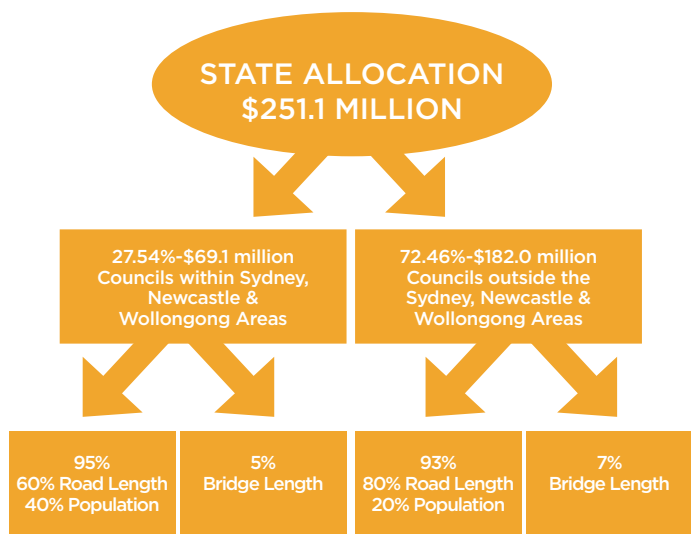 STATE ALLOCATION
$251.1 MILLION
27.54%-$69.1 million
Councils within Sydney,
Newcastle &
Wollongong Areas
72.46%-$182.0 million
Councils outside the
Sydney, Newcastle &
Wollongong Areas
95%
60% Road Length
40% Population
5%
Bridge Length
93%
80% Road Length
20% Population
7%
Bridge Length